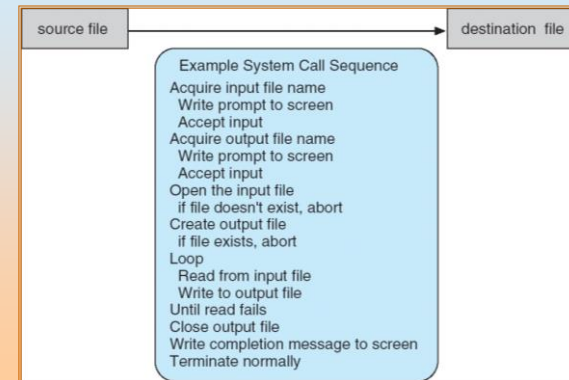 source file
destination file
Example System Call Sequence
Acquire input file name
Write prompt to screen
Accept input
Acquire output file name
Write prompt to screen
Accept input
Open the input file
if file doesn't exist, abort
Create output file
if file exists, abort
Loop
Read from input file
Write to output file
Until read fails
Close output file
Write completion message to screen
Terminate normally